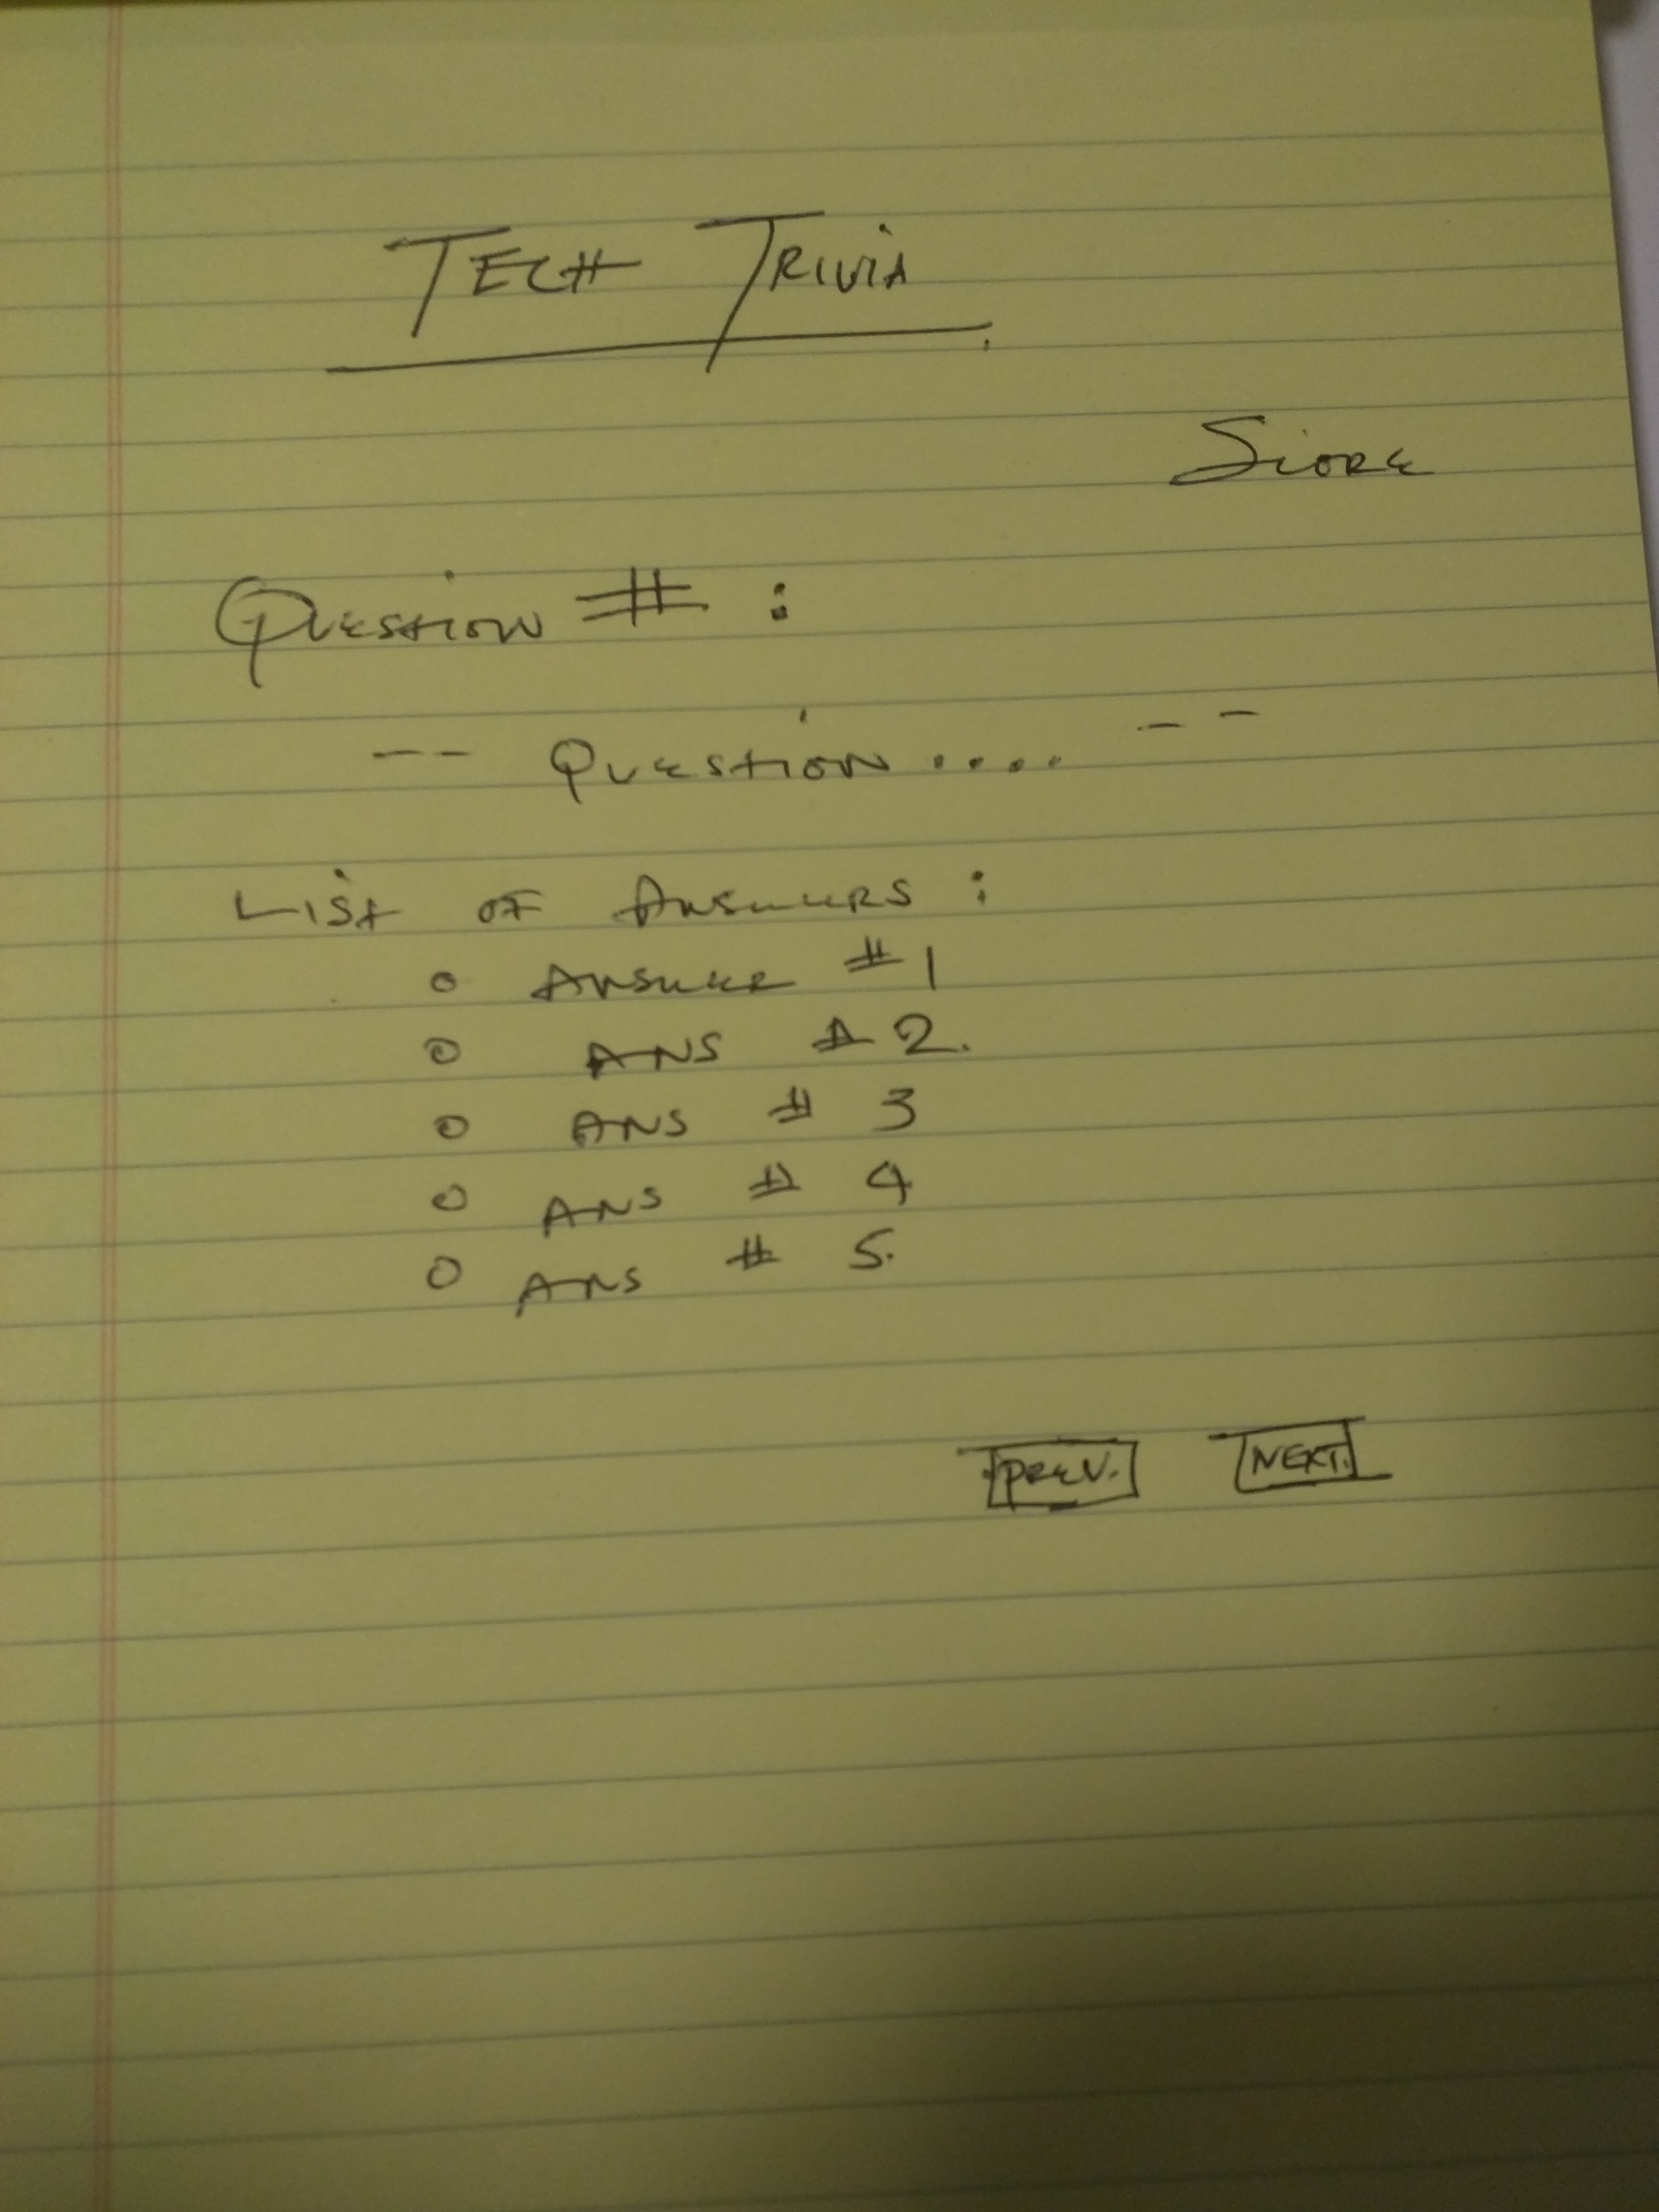 TECH TRIVIA
Score
QUESTION # :
-- QUESTION .... --
LIST OF ANSWERS :
o ANSWER #1
o ANS # 2.
o ANS # 3
o ANS # 4
o ANS # 5.
PREV. NEXT.